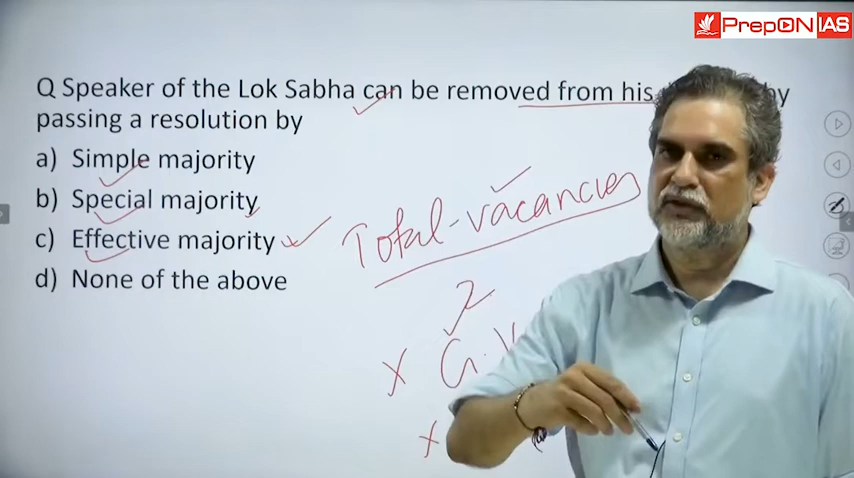 PrepON IAS
Q Speaker of the Lok Sabha can be removed from his by
passing a resolution by
a) Simple majority
b) Special majority
c) Effective majority
d) None of the above
Total-vacancies